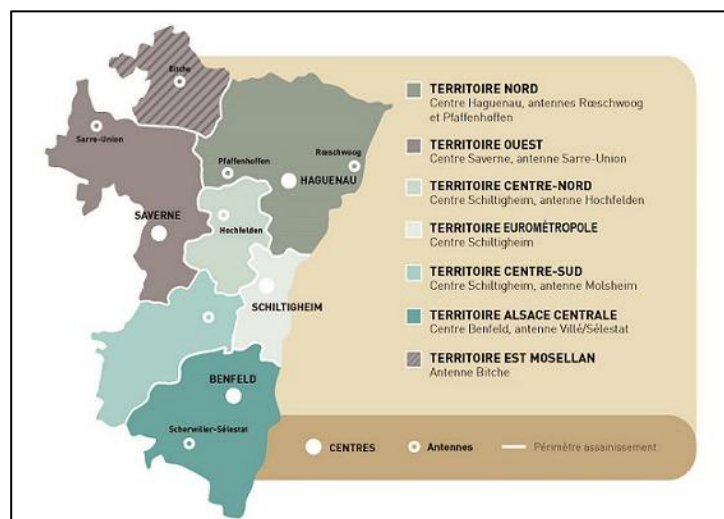 Bitche
Sarre-Union
Pfaffenhoffen
Rœschwoog
HAGUENAU
SAVERNE
Hochfelden
SCHILTIGHEIM
BENFELD
Scherwiller-Sélestat
TERRITOIRE NORD
Centre Haguenau, antennes Rœschwoog
et Pfaffenhoffen
TERRITOIRE OUEST
Centre Saverne, antenne Sarre-Union
TERRITOIRE CENTRE-NORD
Centre Schiltigheim, antenne Hochfelden
TERRITOIRE EUROMÉTROPOLE
Centre Schiltigheim
TERRITOIRE CENTRE-SUD
Centre Schiltigheim, antenne Molsheim
TERRITOIRE ALSACE CENTRALE
Centre Benfeld, antenne Villé/Sélestat
TERRITOIRE EST MOSELLAN
Antenne Bitche
CENTRES
Antennes
Périmètre assainissement